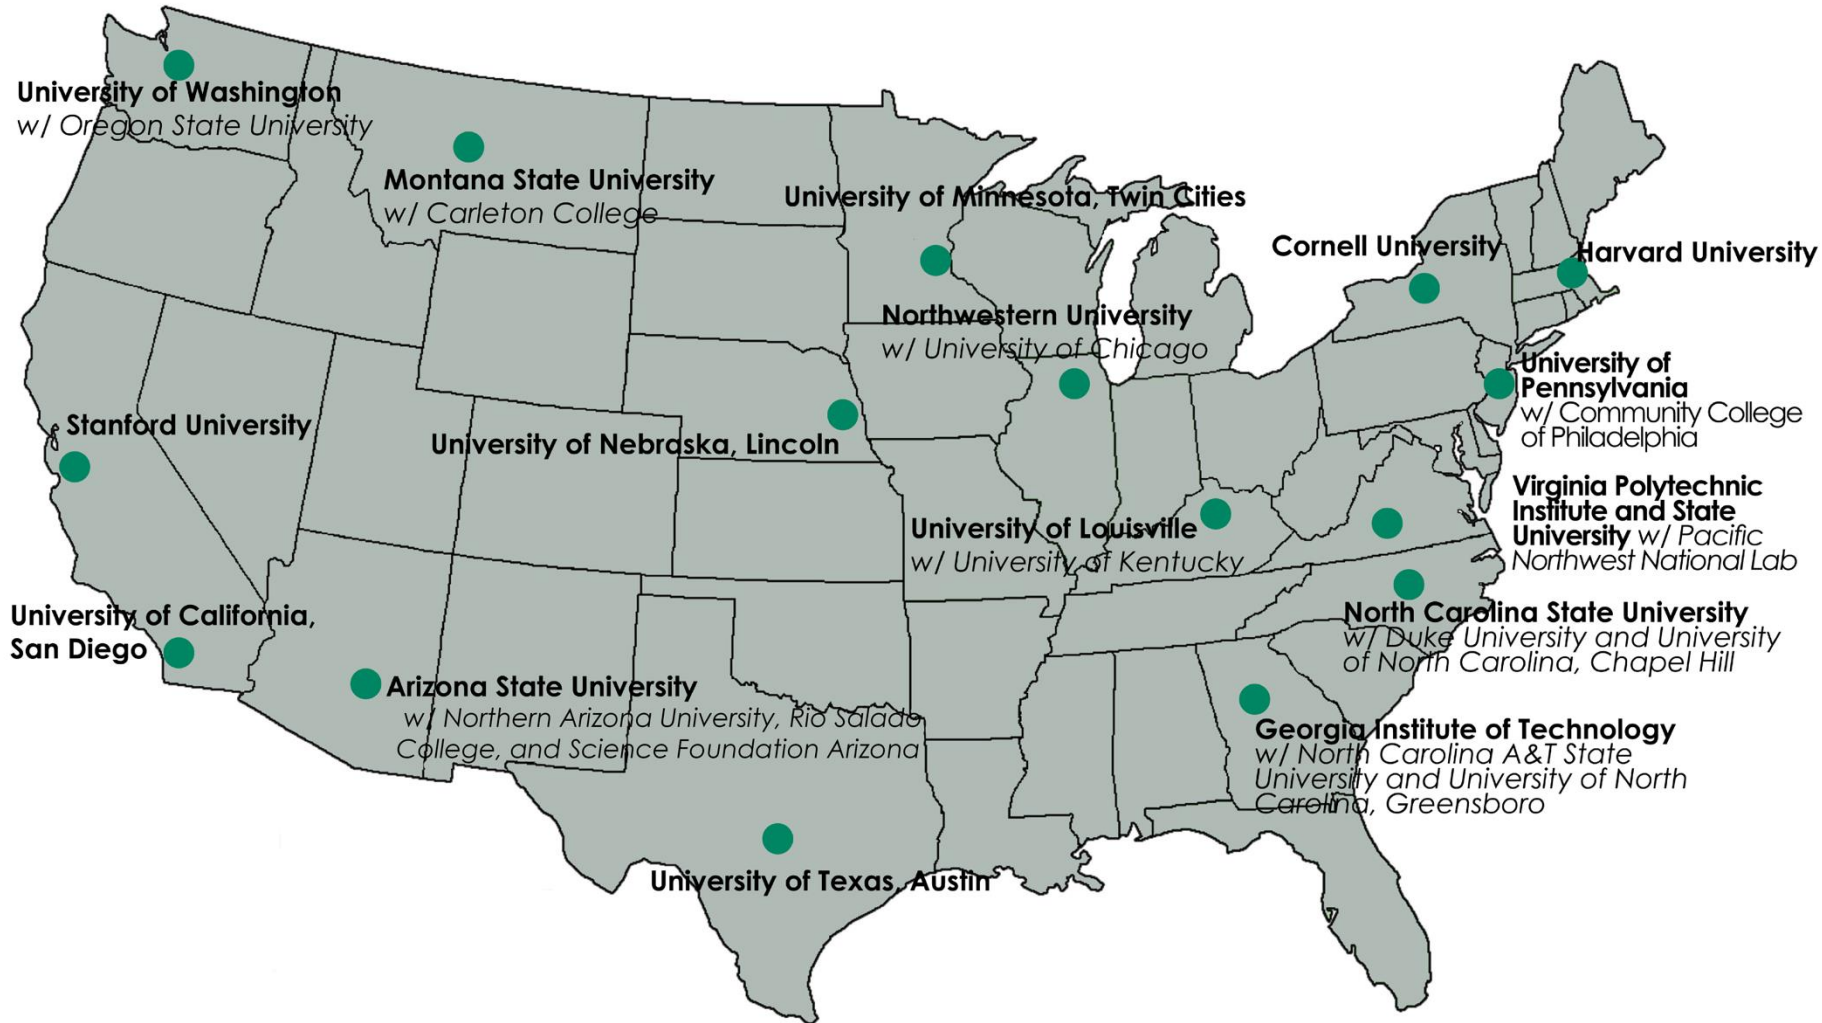 University of Washington
w/ Oregon State University
Montana State University
w/ Carleton College
University of Minnesota, Twin Cities
Cornell University
Harvard University
Northwestern University
w/ University of Chicago
University of
Pennsylvania
w/ Community College
of Philadelphia
Stanford University
University of Nebraska, Lincoln
Virginia Polytechnic
Institute and State
University w/ Pacific
Northwest National Lab
University of Louisville
w/ University of Kentucky
University of California,
San Diego
North Carolina State University
w/ Duke University and University
of North Carolina, Chapel Hill
Arizona State University
w/ Northern Arizona University, Rio Salado
College, and Science Foundation Arizona
Georgia Institute of Technology
w/ North Carolina A&T State
University and University of North
Carolina, Greensboro
University of Texas, Austin